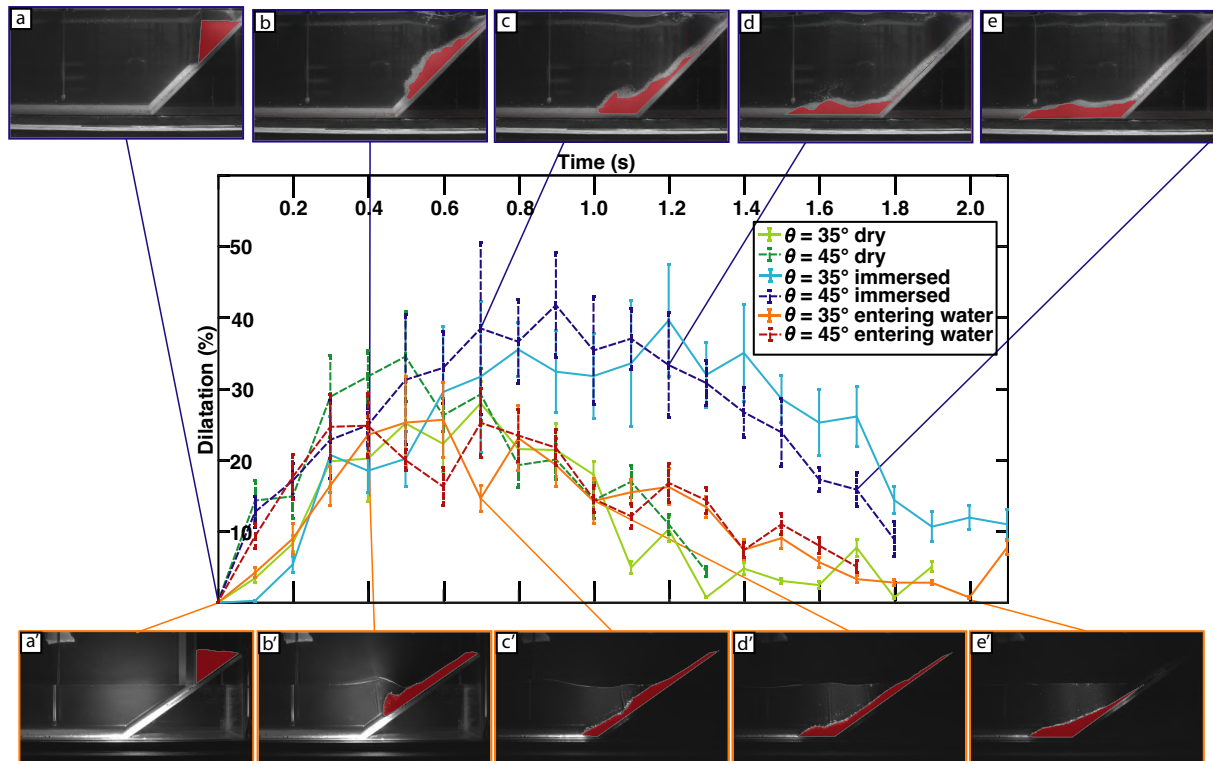 a
b
c
d
e
Time (s)
0.2 0.4 0.6 0.8 1.0 1.2 1.4 1.6 1.8 2.0
Dilatation (%)
50
40
30
20
10
θ = 35° dry
θ = 45° dry
θ = 35° immersed
θ = 45° immersed
θ = 35° entering water
θ = 45° entering water
a'
b'
c'
d'
e'